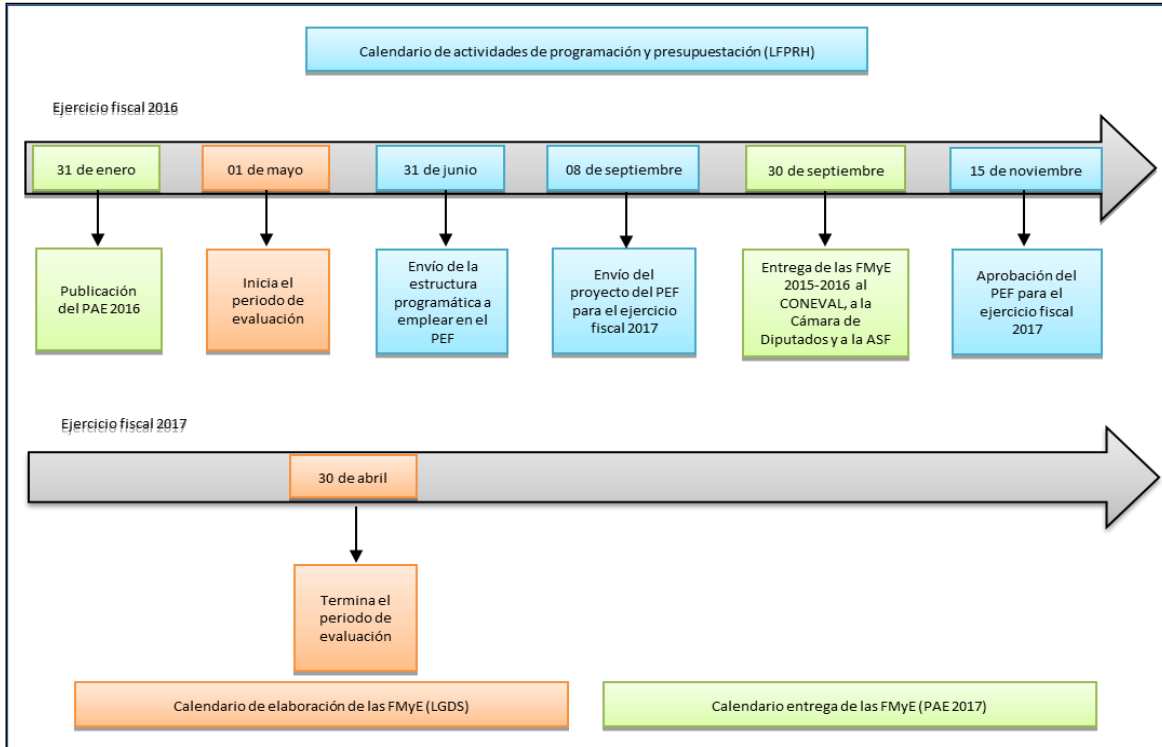 Calendario de actividades de programación y presupuestación (LFPRH)
Ejercicio fiscal 2016
31 de enero
01 de mayo
31 de junio
08 de septiembre
30 de septiembre
15 de noviembre
Publicación
del PAE 2016
Inicia el
periodo de
evaluación
Envío de la
estructura
programática a
emplear en el
PEF
Envío del
proyecto del PEF
para el ejercicio
fiscal 2017
Entrega de las FMyE
2015-2016 al
CONEVAL, a la
Cámara de
Diputados y a la ASF
Aprobación del
PEF para el
ejercicio fiscal
2017
Ejercicio fiscal 2017
30 de abril
Termina el
periodo de
evaluación
Calendario de elaboración de las FMyE (LGDS)
Calendario entrega de las FMyE (PAE 2017)